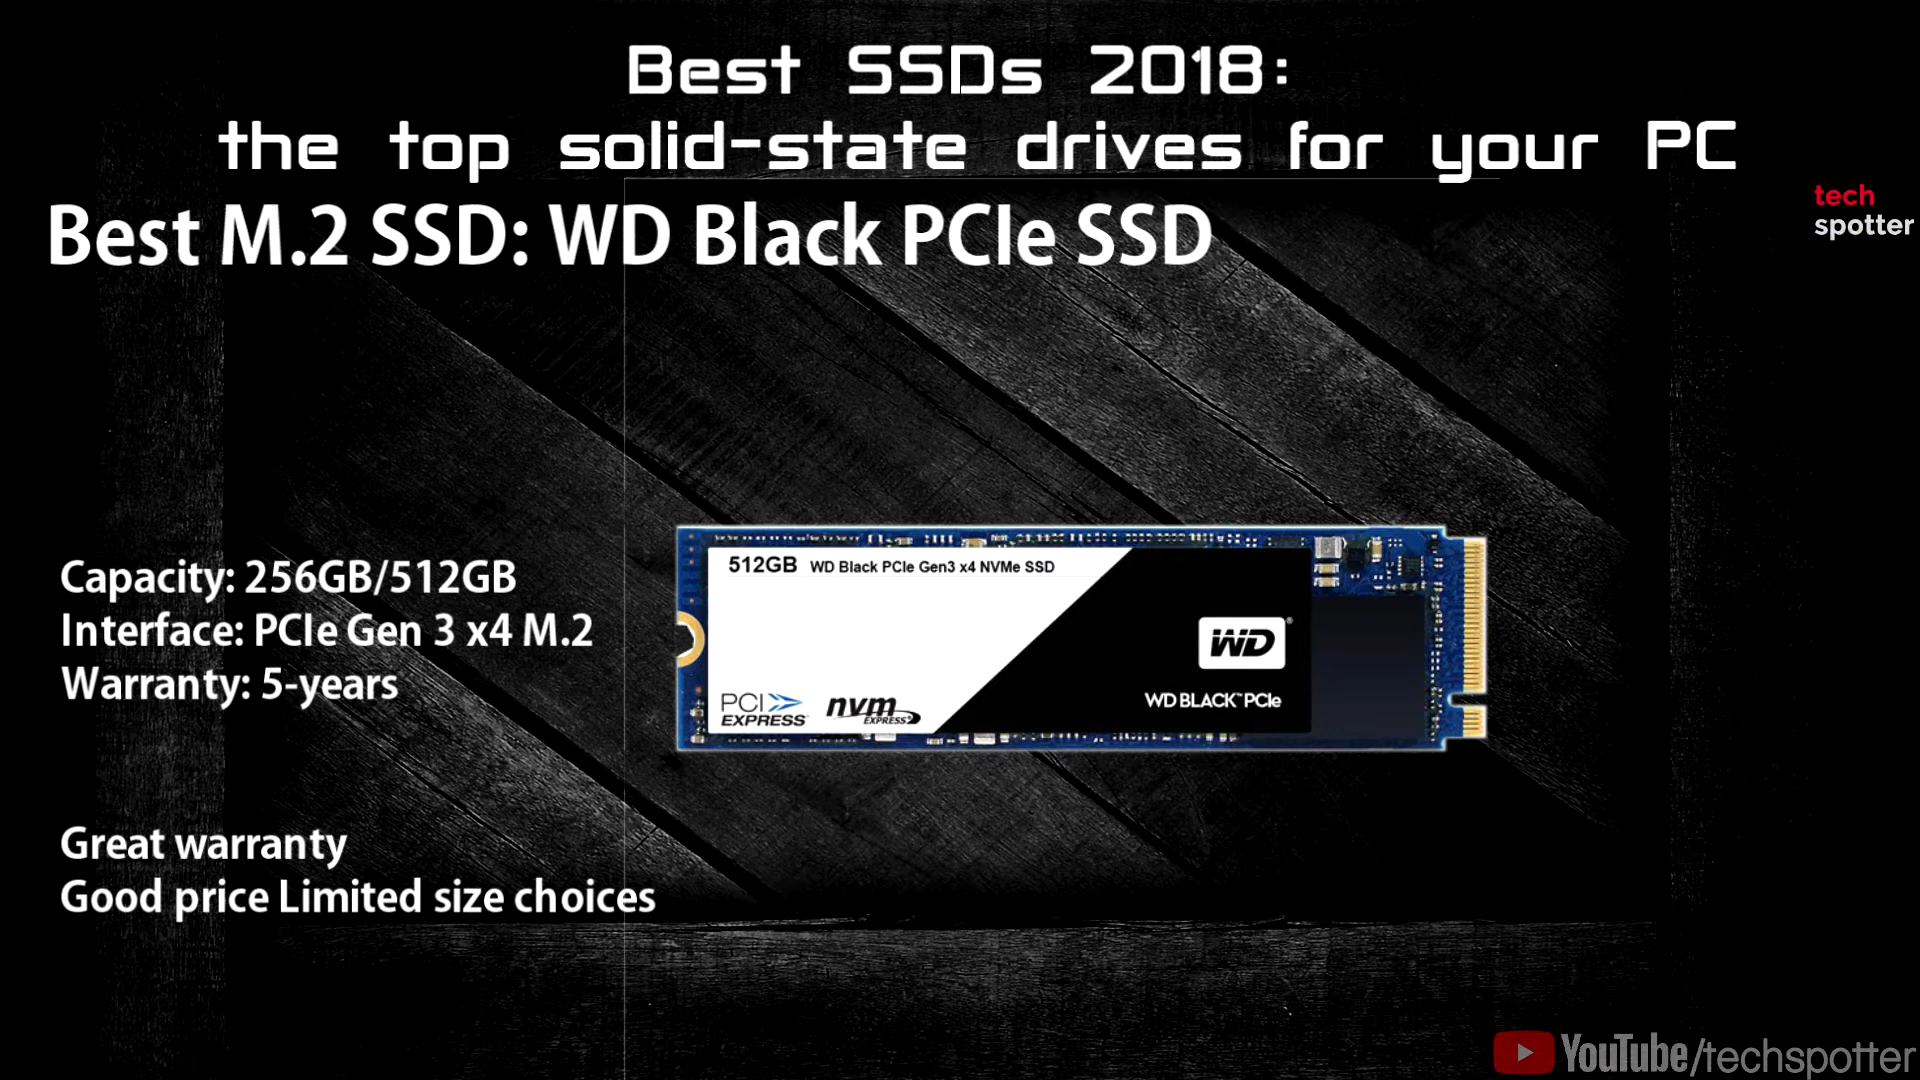 Best SSDs 2018:
the top solid-state drives for your PC
tech
spotter
Best M.2 SSD: WD Black PCIe SSD
Capacity: 256GB/512GB
Interface: PCIe Gen 3 x4 M.2
Warranty: 5-years
512GB WD Black PCIe Gen3 x4 NVMe SSD
WD®
WD BLACK™ PCIe
PCI
EXPRESS®
nvm
EXPRESS
Great warranty
Good price Limited size choices
YouTube/techspotter